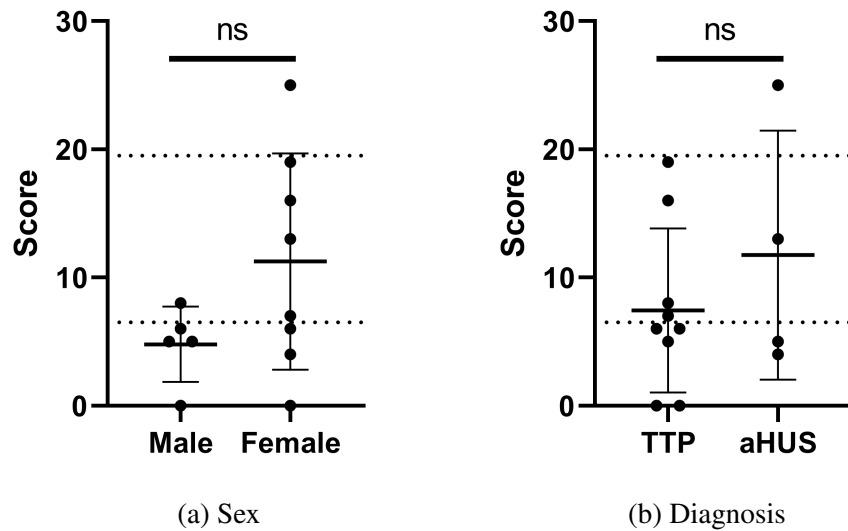 ns
30
20
10
0
Score
Male Female
(a) Sex
ns
30
20
10
0
Score
TTP aHUS
(b) Diagnosis